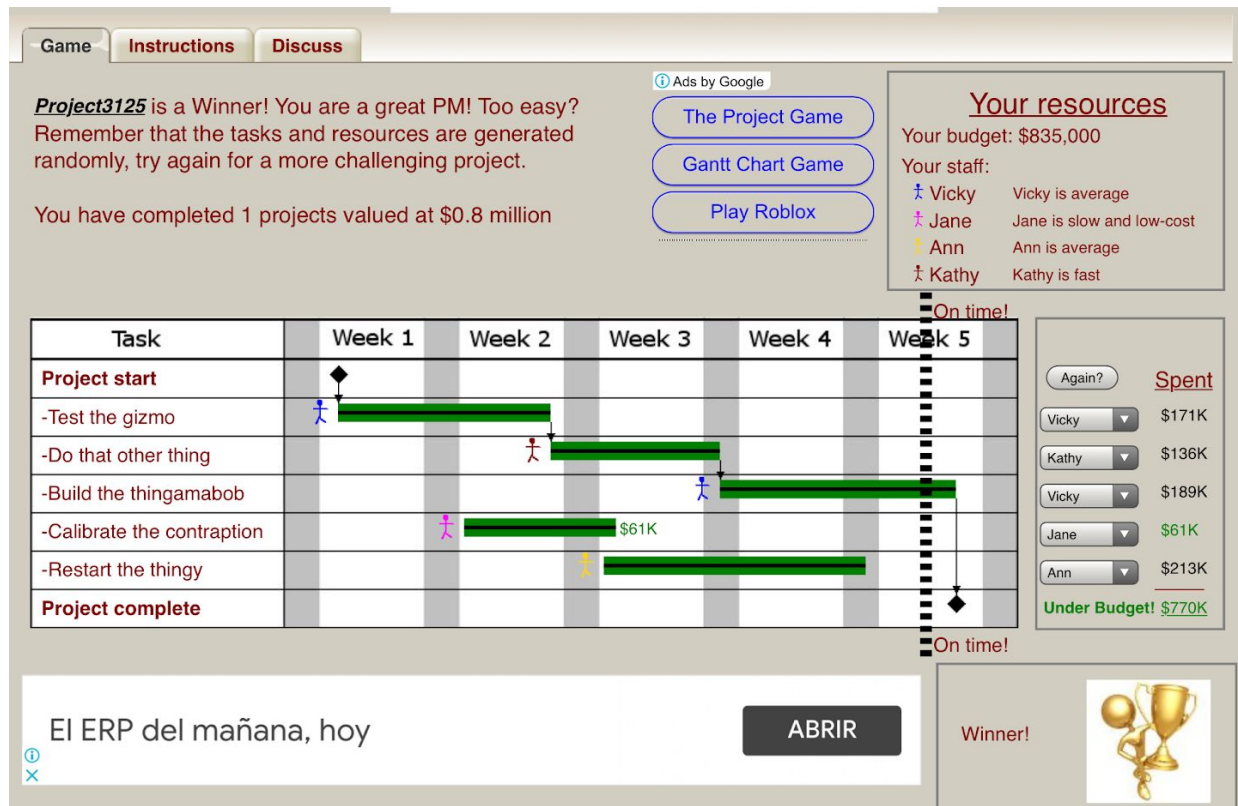 Game Instructions Discuss
Project3125 is a Winner! You are a great PM! Too easy?
Remember that the tasks and resources are generated
randomly, try again for a more challenging project.
You have completed 1 projects valued at $0.8 million
Ads by Google
The Project Game
Gantt Chart Game
Play Roblox
Your resources
Your budget: $835,000
Your staff:
Vicky Vicky is average
Jane Jane is slow and low-cost
Ann Ann is average
Kathy Kathy is fast
On time!
Task Week 1 Week 2 Week 3 Week 4 Week 5
Project start
-Test the gizmo
-Do that other thing
-Build the thingamabob
-Calibrate the contraption $61K
-Restart the thingy
Project complete
Again? Spent
Vicky $171K
Kathy $136K
Vicky $189K
Jane $61K
Ann $213K
Under Budget! $770K
On time!
El ERP del mañana, hoy
ABRIR
Winner!